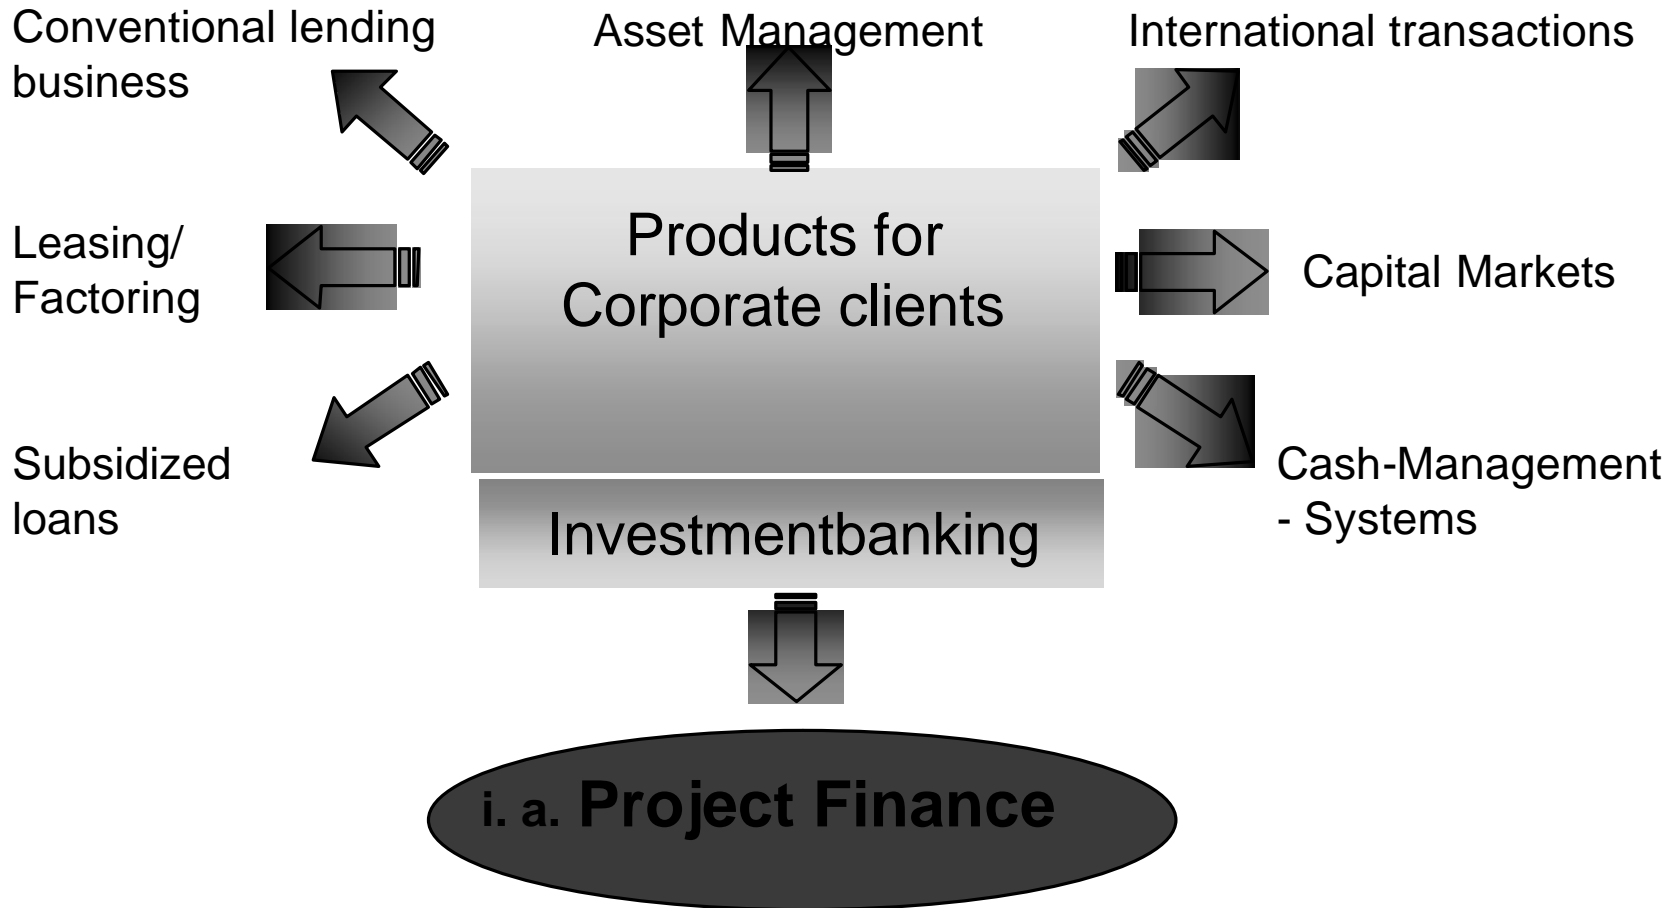 Conventional lending
business
Asset Management
International transactions
Leasing/
Factoring
Products for
Corporate clients
Capital Markets
Subsidized
loans
Cash-Management
- Systems
Investmentbanking
i. a. Project Finance